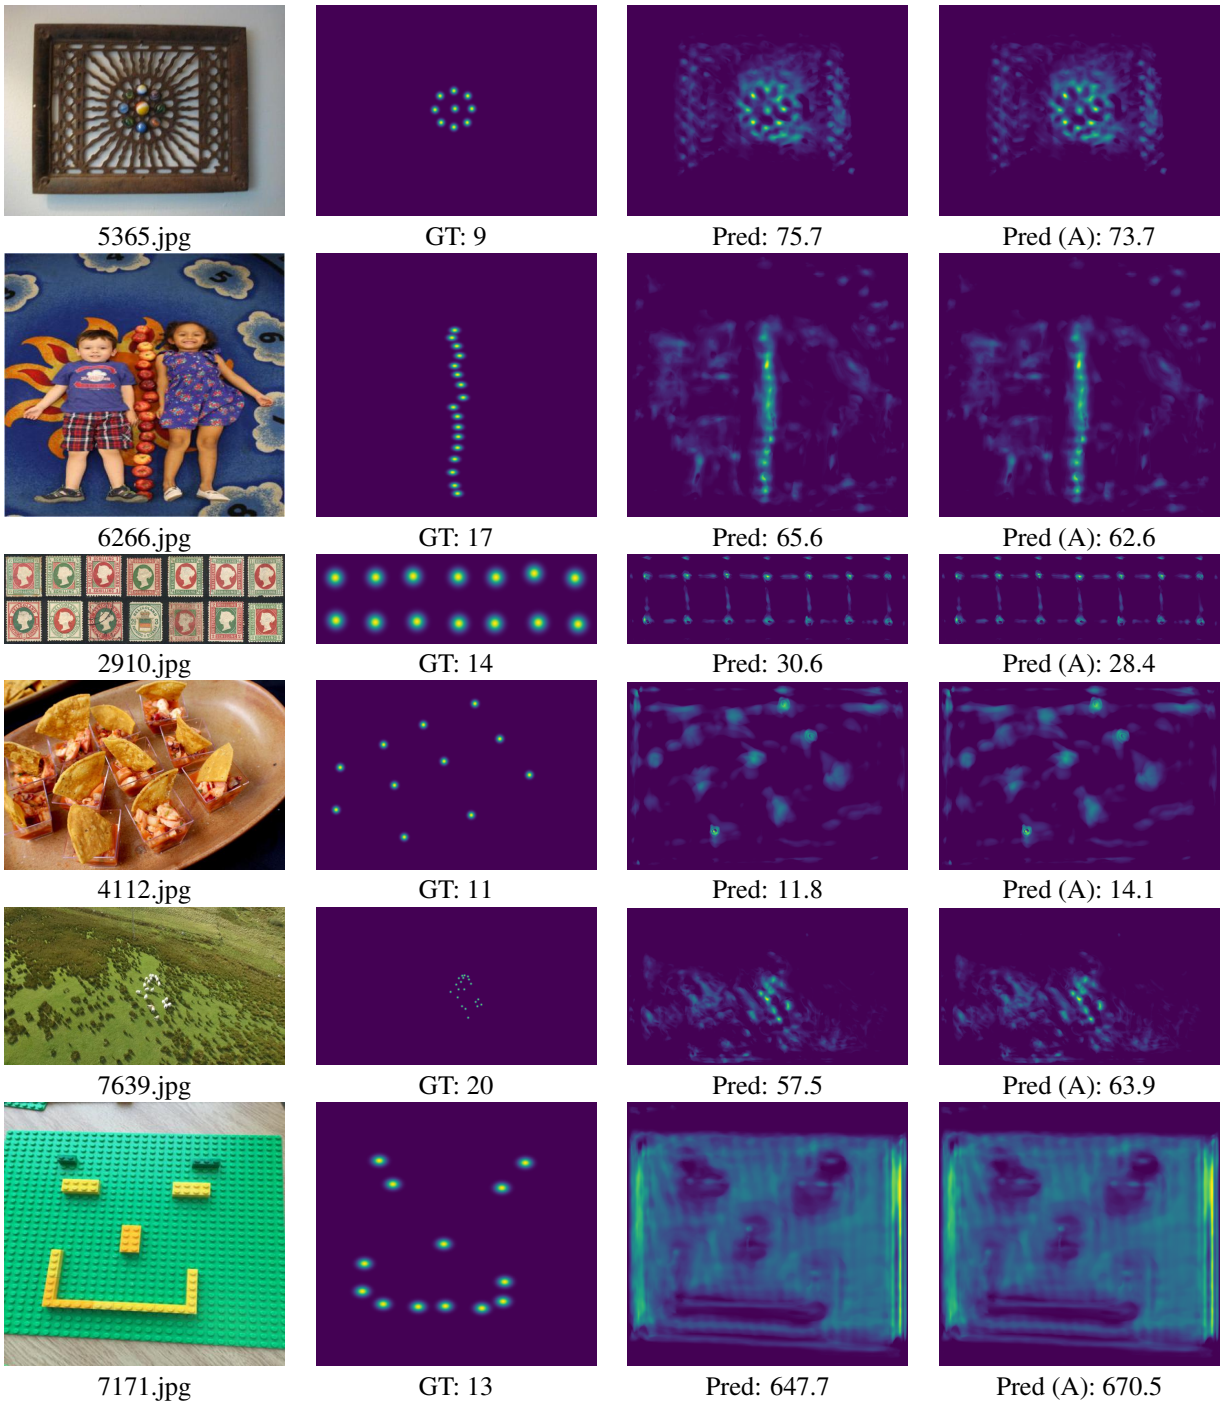 5365.jpg GT: 9 Pred: 75.7 Pred (A): 73.7
6266.jpg GT: 17 Pred: 65.6 Pred (A): 62.6
2910.jpg GT: 14 Pred: 30.6 Pred (A): 28.4
4112.jpg GT: 11 Pred: 11.8 Pred (A): 14.1
7639.jpg GT: 20 Pred: 57.5 Pred (A): 63.9
7171.jpg GT: 13 Pred: 647.7 Pred (A): 670.5